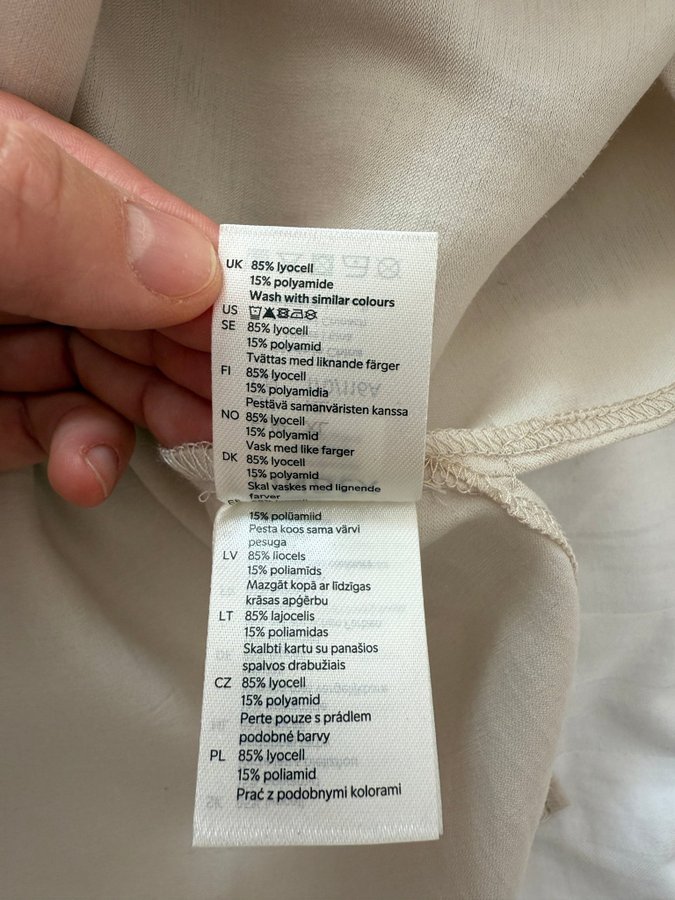 UK 85% lyocell
15% polyamide
Wash with similar colours
US
SE 85% lyocell
15% polyamid
Tvättas med liknande färger
FI 85% lyocell
15% polyamidia
Pestävä samanväristen kanssa
NO 85% lyocell
15% polyamid
Vask med like farger
DK 85% lyocell
15% polyamid
Skal vaskes med lignende
farver
15% polüamiid
Pesta koos sama värvi
pesuga
LV 85% liocels
15% poliamīds
Mazgāt kopā ar līdzīgas
krāsas apģērbu
LT 85% lajocelis
15% poliamidas
Skalbti kartu su panašios
spalvos drabužiais
CZ 85% lyocell
15% polyamid
Perte pouze s prádlem
podobné barvy
PL 85% lyocell
15% poliamid
Prać z podobnymi kolorami